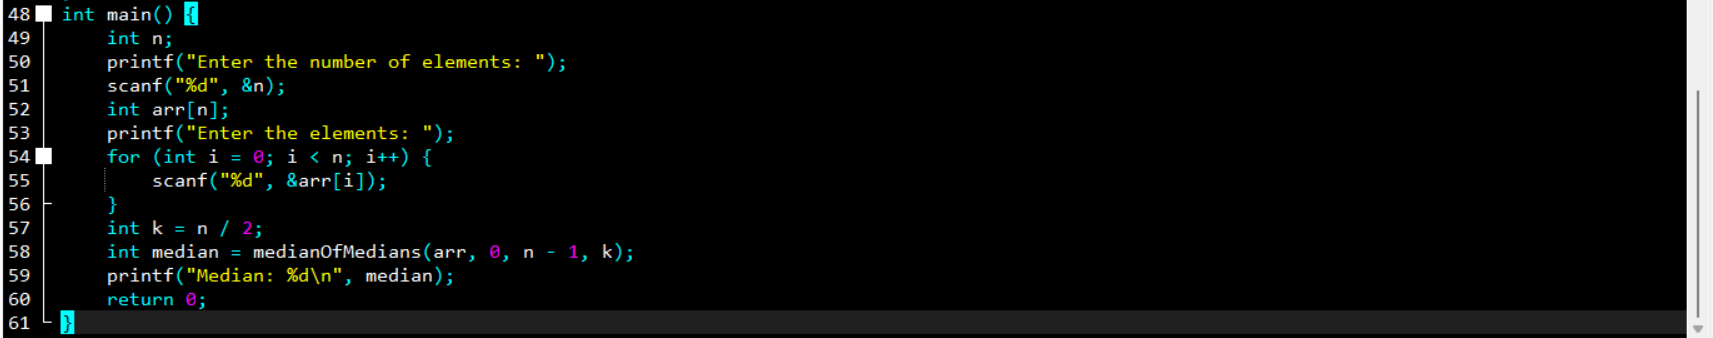 48 int main() {
49     int n;
50     printf("Enter the number of elements: ");
51     scanf("%d", &n);
52     int arr[n];
53     printf("Enter the elements: ");
54     for (int i = 0; i < n; i++) {
55         scanf("%d", &arr[i]);
56     }
57     int k = n / 2;
58     int median = medianOfMedians(arr, 0, n - 1, k);
59     printf("Median: %d\n", median);
60     return 0;
61 }